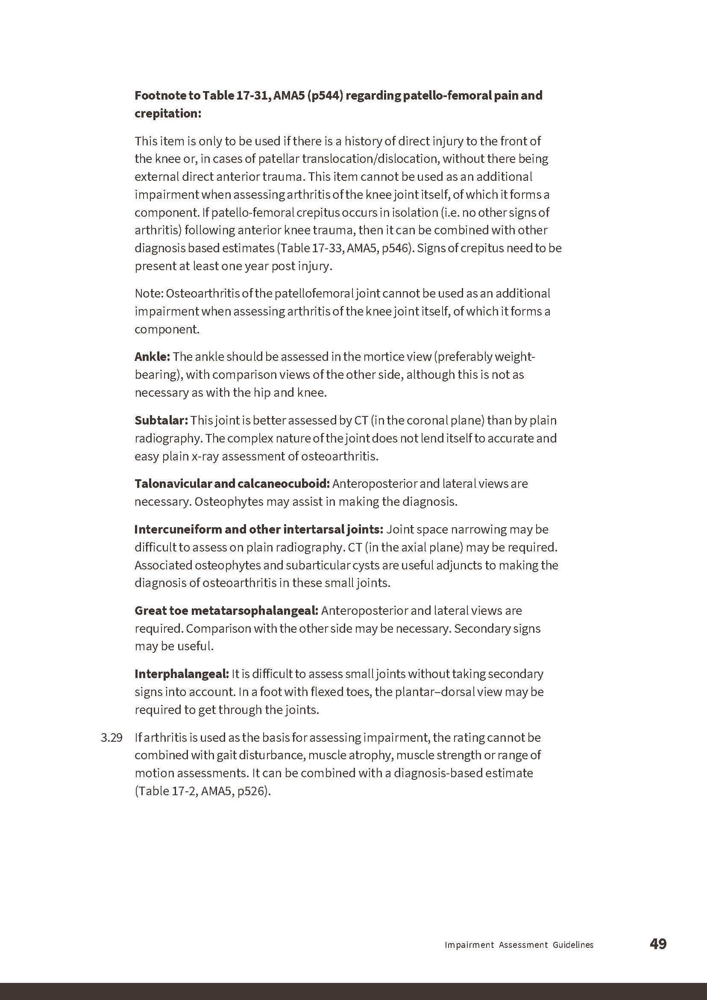 Footnote to Table 17-31, AMA5 (p544) regarding patello-femoral pain and
crepitation:
This item is only to be used if there is a history of direct injury to the front of
the knee or, in cases of patellar translocation/dislocation, without there being
external direct anterior trauma. This item cannot be used as an additional
impairment when assessing arthritis of the knee joint itself, of which it forms a
component. If patello-femoral crepitus occurs in isolation (i.e. no other signs of
arthritis) following anterior knee trauma, then it can be combined with other
diagnosis based estimates (Table 17-33, AMA5, p546). Signs of crepitus need to be
present at least one year post injury.
Note: Osteoarthritis of the patellofemoral joint cannot be used as an additional
impairment when assessing arthritis of the knee joint itself, of which it forms a
component.
Ankle: The ankle should be assessed in the mortice view (preferably weight-
bearing), with comparison views of the other side, although this is not as
necessary as with the hip and knee.
Subtalar: This joint is better assessed by CT (in the coronal plane) than by plain
radiography. The complex nature of the joint does not lend itself to accurate and
easy plain x-ray assessment of osteoarthritis.
Talonavicular and calcaneocuboid: Anteroposterior and lateral views are
necessary. Osteophytes may assist in making the diagnosis.
Intercuneiform and other intertarsal joints: Joint space narrowing may be
difficult to assess on plain radiography. CT (in the axial plane) may be required.
Associated osteophytes and subarticular cysts are useful adjuncts to making the
diagnosis of osteoarthritis in these small joints.
Great toe metatarsophalangeal: Anteroposterior and lateral views are
required. Comparison with the other side may be necessary. Secondary signs
may be useful.
Interphalangeal: It is difficult to assess small joints without taking secondary
signs into account. In a foot with flexed toes, the plantar–dorsal view may be
required to get through the joints.
3.29 If arthritis is used as the basis for assessing impairment, the rating cannot be
combined with gait disturbance, muscle atrophy, muscle strength or range of
motion assessments. It can be combined with a diagnosis-based estimate
(Table 17-2, AMA5, p526).
Impairment Assessment Guidelines 49